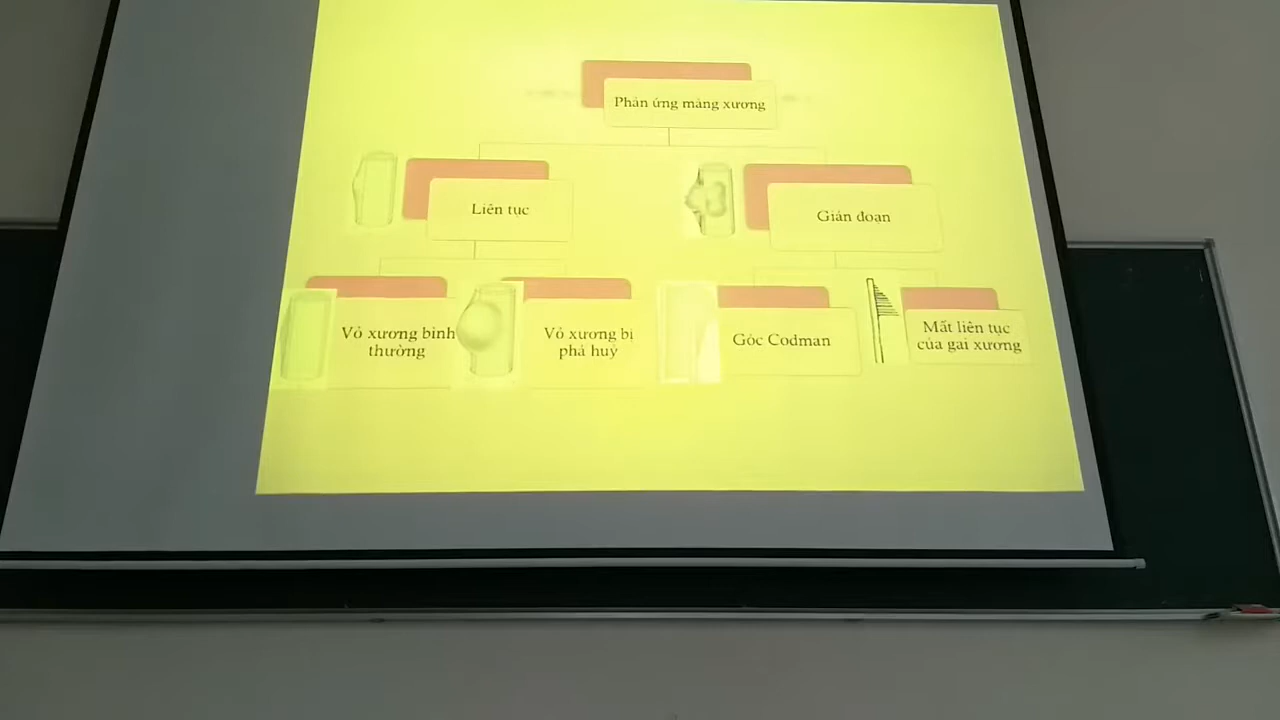 Phản ứng màng xương
Liên tục
Gián đoạn
Vỏ xương bình
thường
Vỏ xương bị
phá huỷ
Góc Codman
Mất liên tục
của gai xương